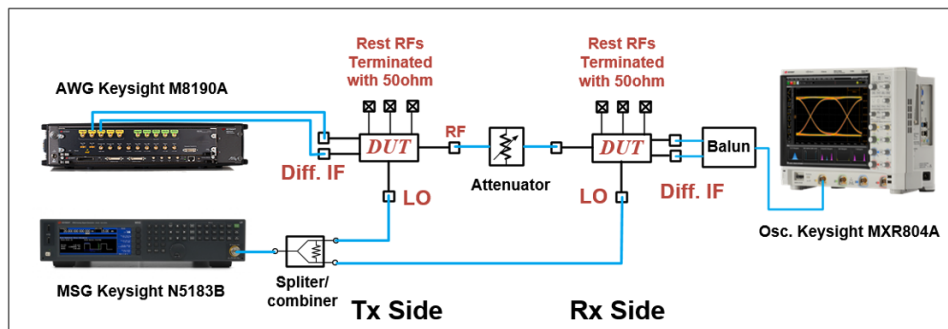 Rest RFs
Terminated
with 50ohm
Rest RFs
Terminated
with 50ohm
AWG Keysight M8190A
DUT
RF
DUT
Balun
Diff. IF
Attenuator
Diff. IF
LO
LO
Osc. Keysight MXR804A
MSG Keysight N5183B
Spliter/
combiner
Tx Side
Rx Side